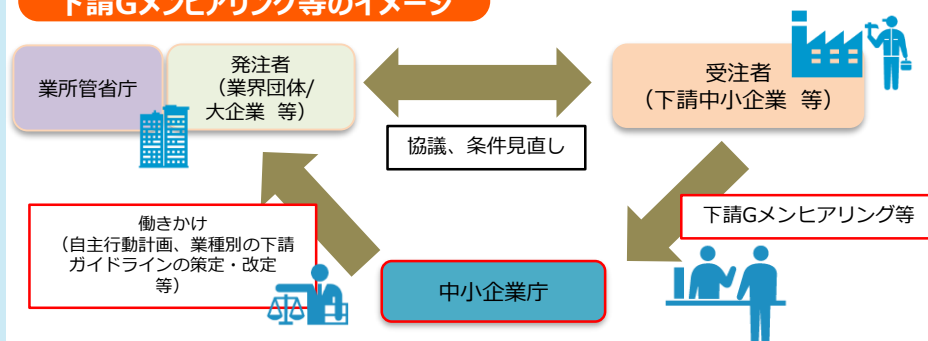 下請Gメンヒアリング等のイメージ
業所管省庁
発注者
（業界団体/
大企業 等）
受注者
（下請中小企業 等）
協議、条件見直し
下請Gメンヒアリング等
働きかけ
（自主行動計画、業種別の下請
ガイドラインの策定・改定
等）
中小企業庁